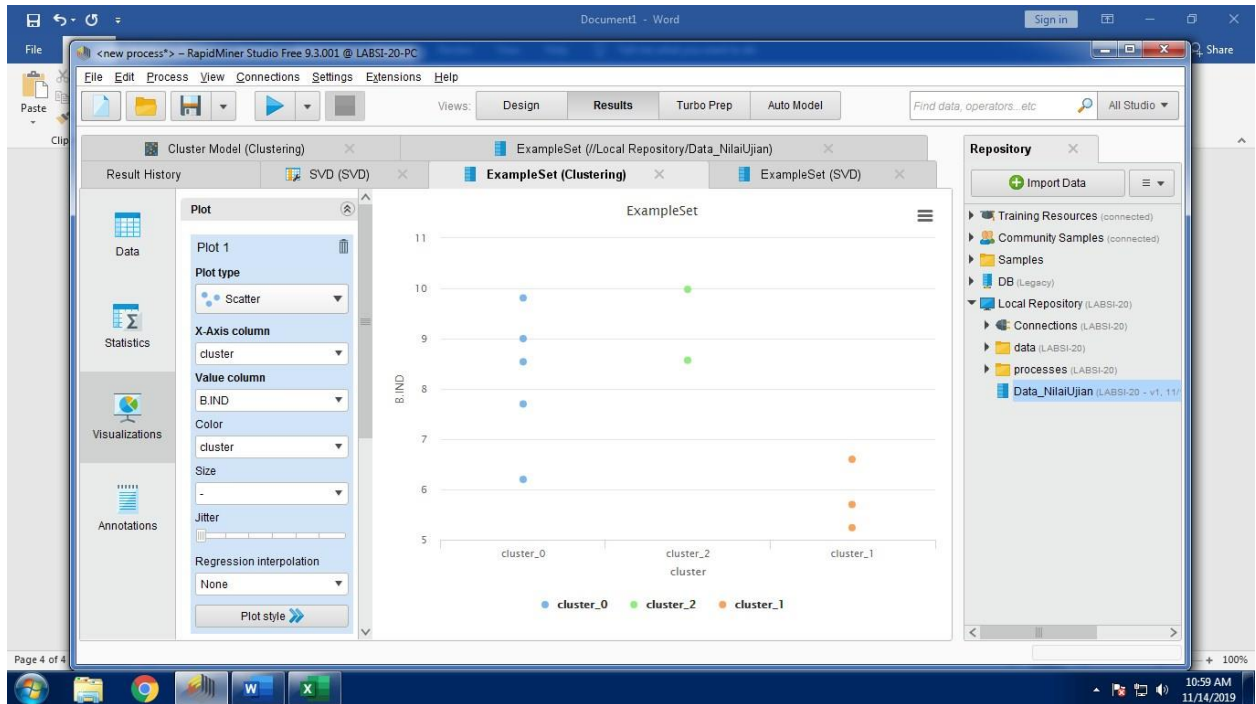 Document1 - Word
Sign in
File
Share
Paste
Clip
<new process*> – RapidMiner Studio Free 9.3.001 @ LABSI-20-PC
File Edit Process View Connections Settings Extensions Help
Views: Design Results Turbo Prep Auto Model
Find data, operators...etc
All Studio
Cluster Model (Clustering)
ExampleSet (//Local Repository/Data_NilaiUjian)
Result History
SVD (SVD)
ExampleSet (Clustering)
ExampleSet (SVD)
Data
Statistics
Visualizations
Annotations
Plot
Plot 1
Plot type
Scatter
X-Axis column
cluster
Value column
B.IND
Color
cluster
Size
-
Jitter
Regression interpolation
None
Plot style
ExampleSet
11
10
9
8
7
6
5
B.IND
cluster_0 cluster_2 cluster_1
cluster
cluster_0 cluster_2 cluster_1
Repository
Import Data
Training Resources (connected)
Community Samples (connected)
Samples
DB (Legacy)
Local Repository (LABSI-20)
Connections (LABSI-20)
data (LABSI-20)
processes (LABSI-20)
Data_NilaiUjian (LABSI-20 - v1, 11/
Page 4 of 4
100%
10:59 AM
11/14/2019